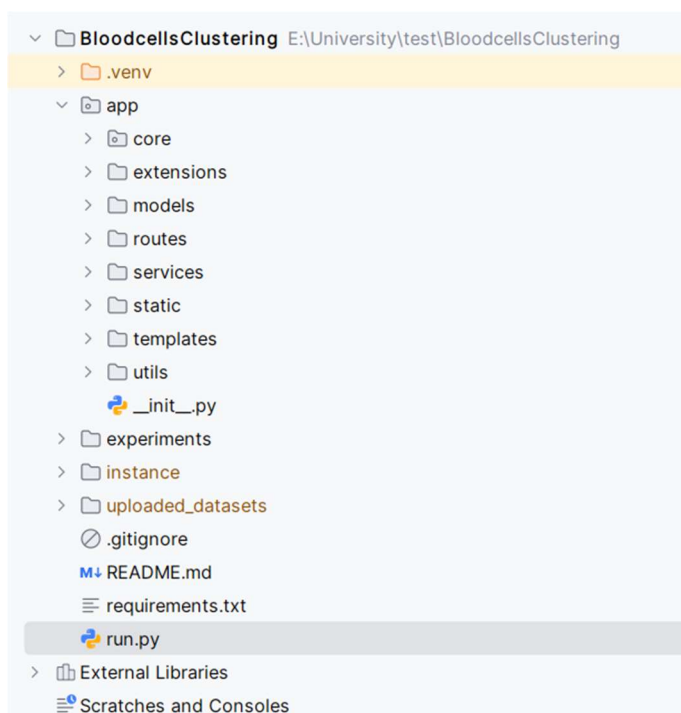 BloodcellsClustering E:\University\test\BloodcellsClustering
.venv
app
core
extensions
models
routes
services
static
templates
utils
__init__.py
experiments
instance
uploaded_datasets
.gitignore
M↓ README.md
requirements.txt
run.py
External Libraries
Scratches and Consoles